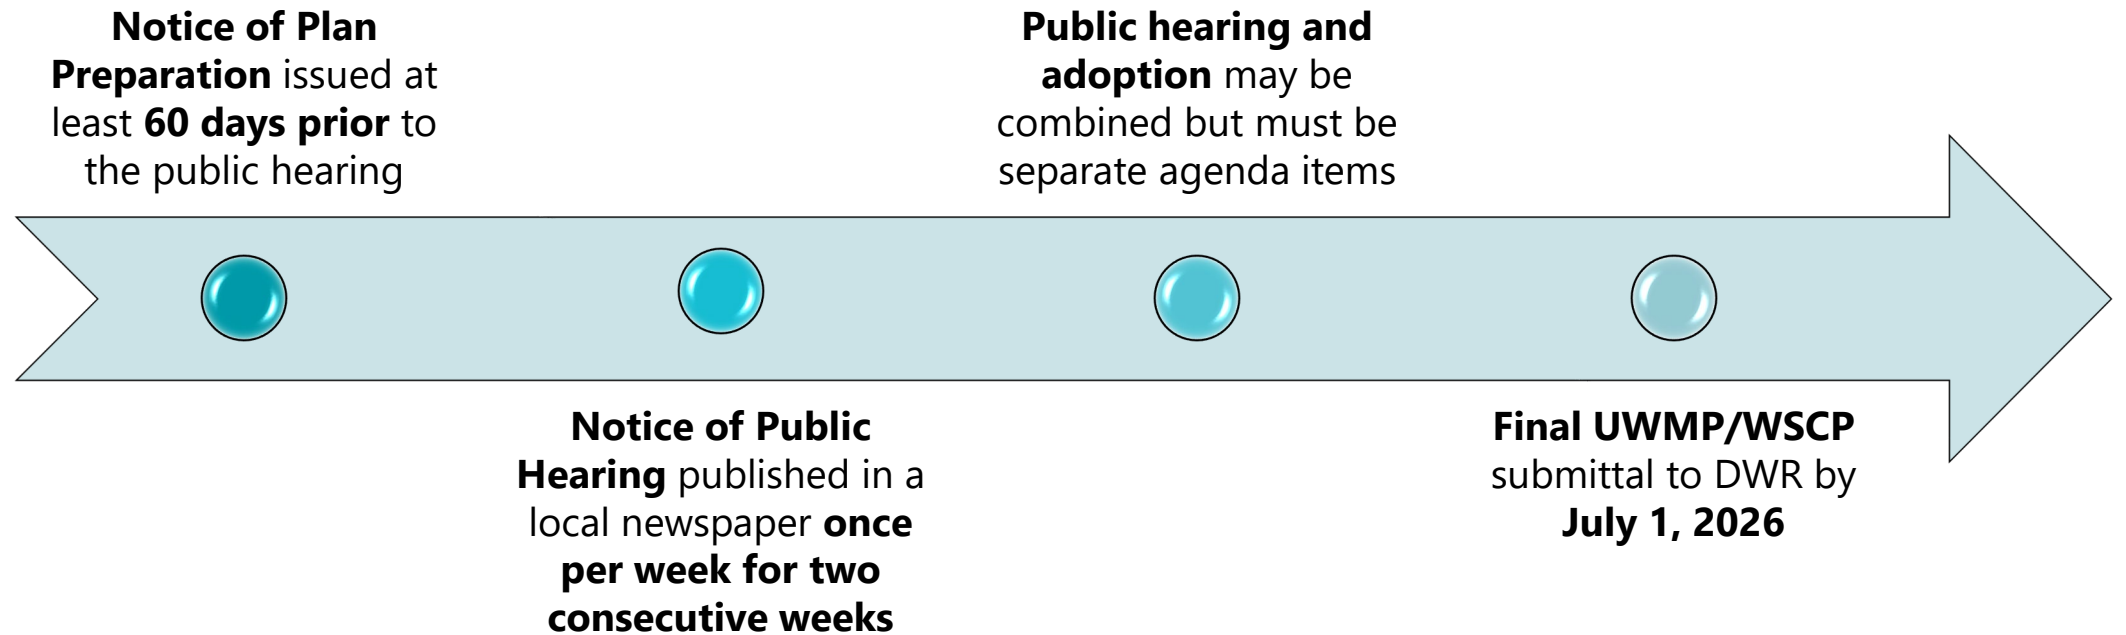 Notice of Plan
Preparation issued at
least 60 days prior to
the public hearing
Notice of Public
Hearing published in a
local newspaper once
per week for two
consecutive weeks
Public hearing and
adoption may be
combined but must be
separate agenda items
Final UWMP/WSCP
submittal to DWR by
July 1, 2026